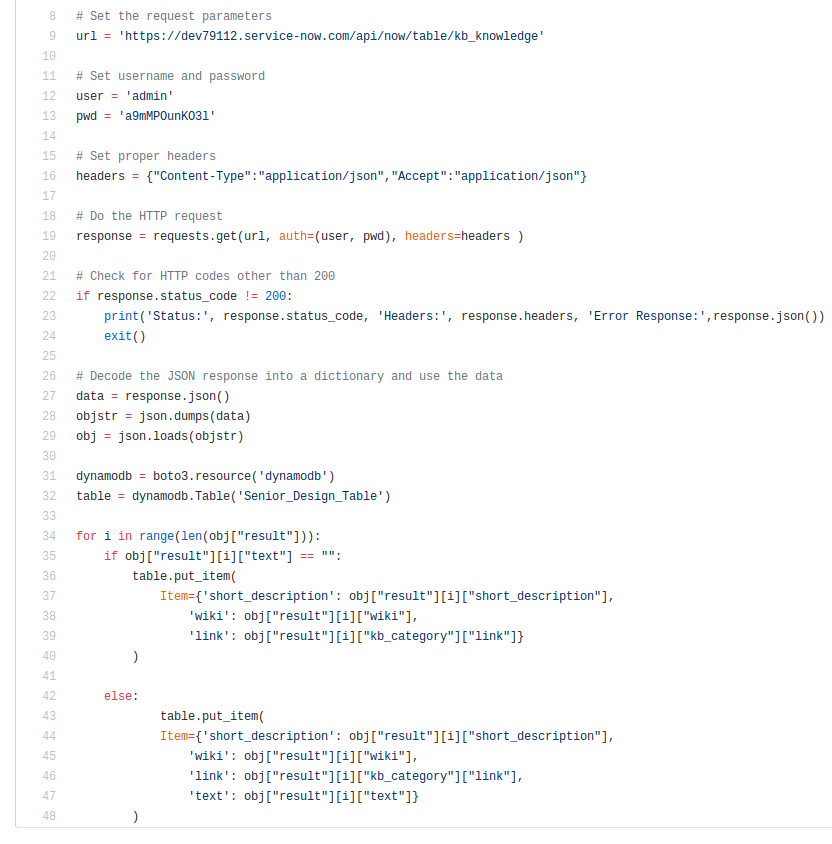 8 # Set the request parameters
9 url = 'https://dev79112.service-now.com/api/now/table/kb_knowledge'
10
11 # Set username and password
12 user = 'admin'
13 pwd = 'a9mMPOunKO3l'
14
15 # Set proper headers
16 headers = {"Content-Type":"application/json","Accept":"application/json"}
17
18 # Do the HTTP request
19 response = requests.get(url, auth=(user, pwd), headers=headers )
20
21 # Check for HTTP codes other than 200
22 if response.status_code != 200:
23     print('Status:', response.status_code, 'Headers:', response.headers, 'Error Response:',response.json())
24     exit()
25
26 # Decode the JSON response into a dictionary and use the data
27 data = response.json()
28 objstr = json.dumps(data)
29 obj = json.loads(objstr)
30
31 dynamodb = boto3.resource('dynamodb')
32 table = dynamodb.Table('Senior_Design_Table')
33
34 for i in range(len(obj["result"])):
35     if obj["result"][i]["text"] == "":
36         table.put_item(
37             Item={'short_description': obj["result"][i]["short_description"],
38                 'wiki': obj["result"][i]["wiki"],
39                 'link': obj["result"][i]["kb_category"]["link"]}
40         )
41
42     else:
43             table.put_item(
44             Item={'short_description': obj["result"][i]["short_description"],
45                 'wiki': obj["result"][i]["wiki"],
46                 'link': obj["result"][i]["kb_category"]["link"],
47                 'text': obj["result"][i]["text"]}
48         )